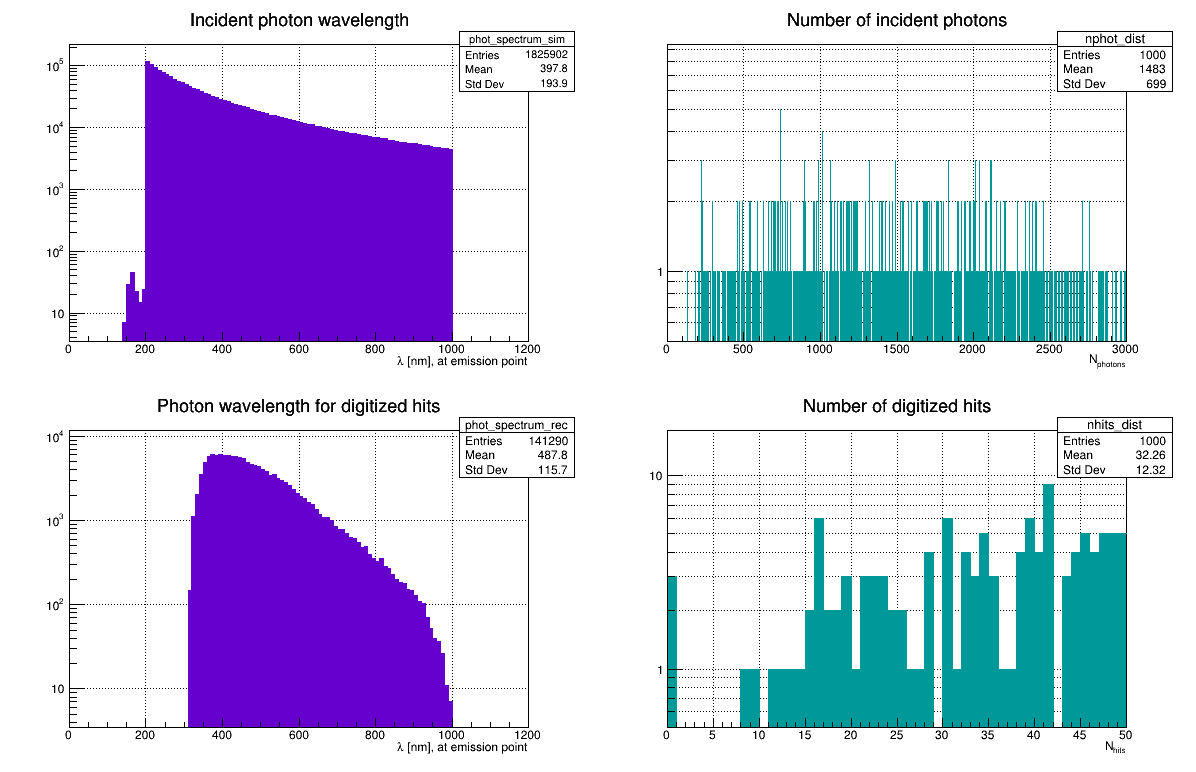 Incident photon wavelength
phot_spectrum_sim
Entries 1825902
Mean 397.8
Std Dev 193.9
10^5
10^4
10^3
10^2
10
0 200 400 600 800 1000 1200
λ [nm], at emission point
Number of incident photons
nphot_dist
Entries 1000
Mean 1483
Std Dev 699
1
0 500 1000 1500 2000 2500 3000
N_photons
Photon wavelength for digitized hits
phot_spectrum_rec
Entries 141290
Mean 487.8
Std Dev 115.7
10^4
10^3
10^2
10
0 200 400 600 800 1000 1200
λ [nm], at emission point
Number of digitized hits
nhits_dist
Entries 1000
Mean 32.26
Std Dev 12.32
10
1
0 5 10 15 20 25 30 35 40 45 50
N_hits